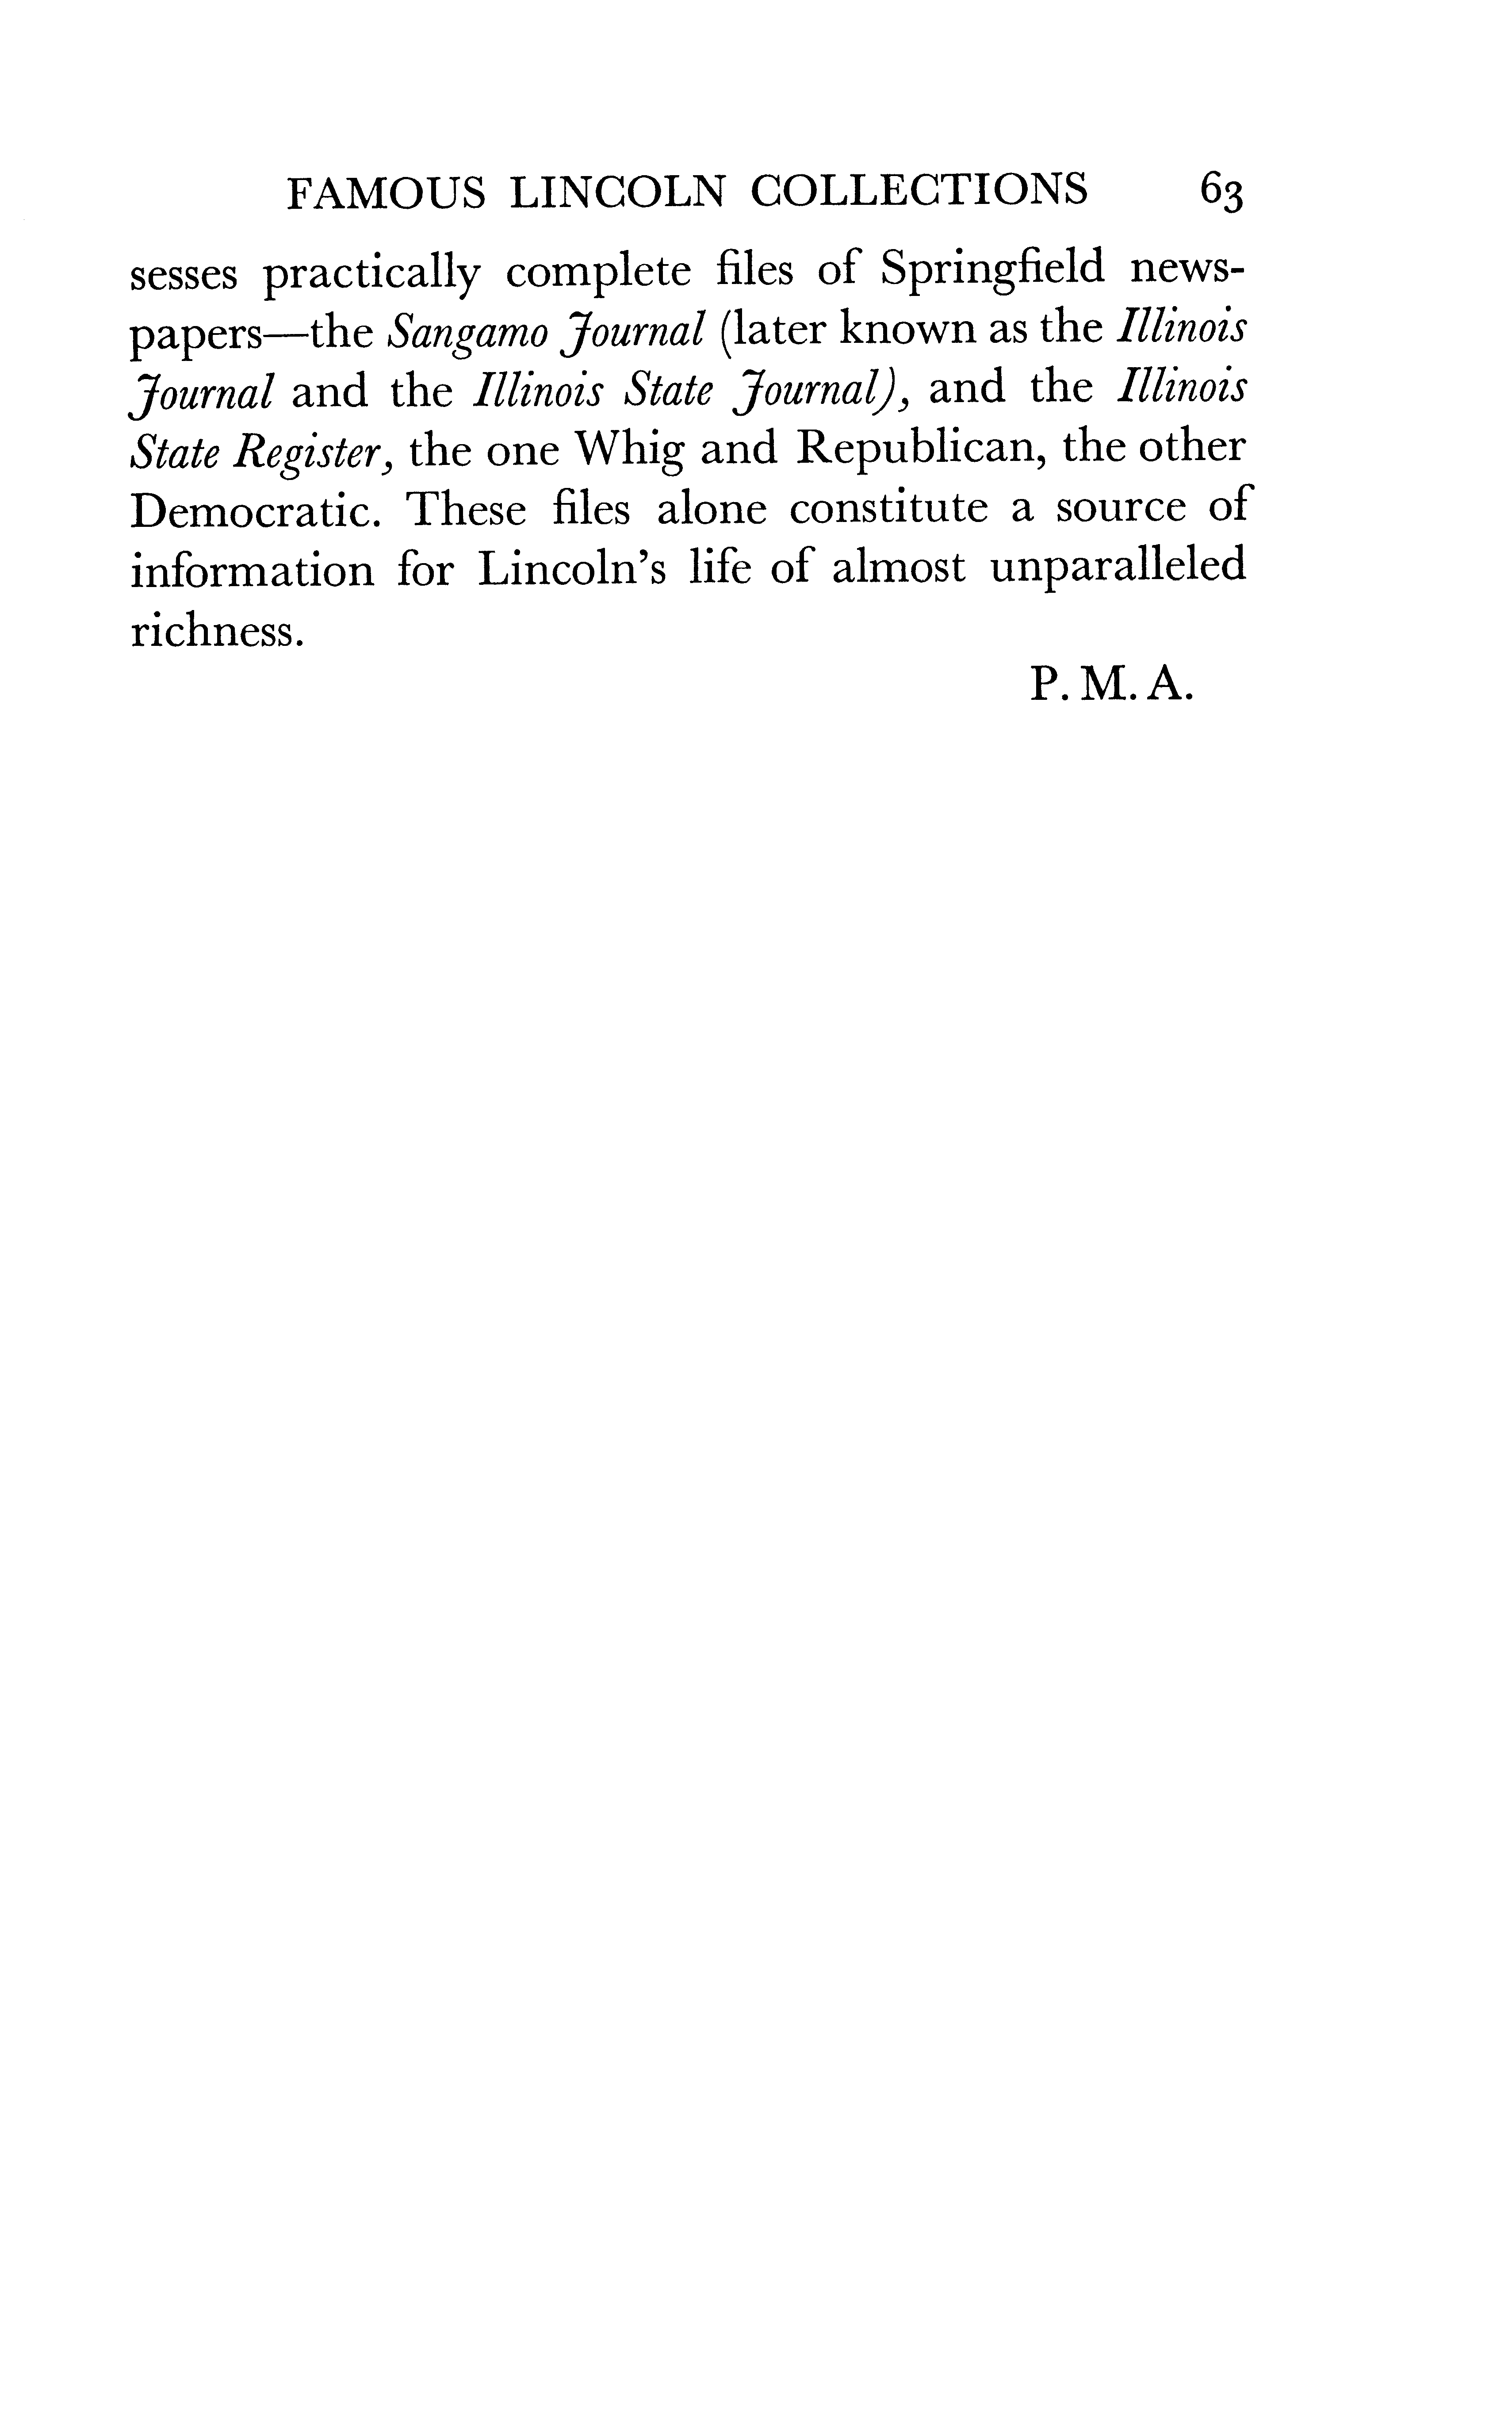 FAMOUS LINCOLN COLLECTIONS 63
sesses practically complete files of Springfield news-
papers—the Sangamo Journal (later known as the Illinois
Journal and the Illinois State Journal), and the Illinois
State Register, the one Whig and Republican, the other
Democratic. These files alone constitute a source of
information for Lincoln's life of almost unparalleled
richness.
P. M. A.